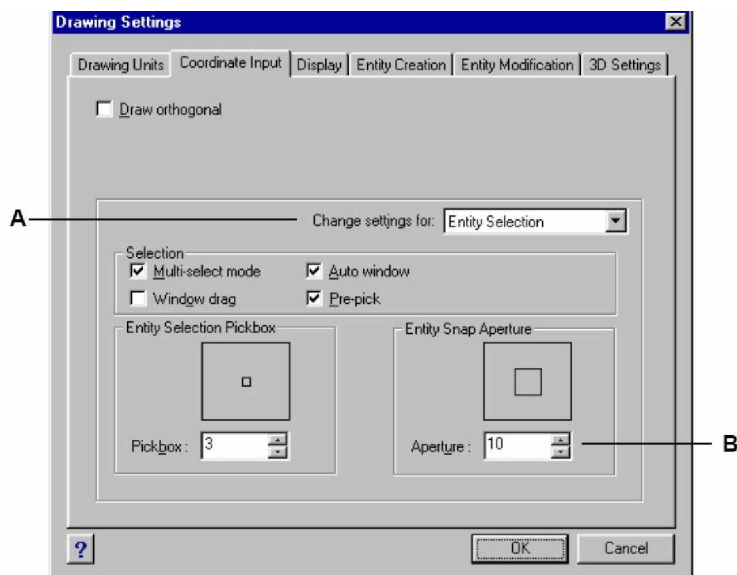 Drawing Settings
Drawing Units Coordinate Input Display Entity Creation Entity Modification 3D Settings
Draw orthogonal
A
Change settings for: Entity Selection
Selection
Multi-select mode Auto window
Window drag Pre-pick
Entity Selection Pickbox Entity Snap Aperture
Pickbox : 3 Aperture : 10
B
? OK Cancel